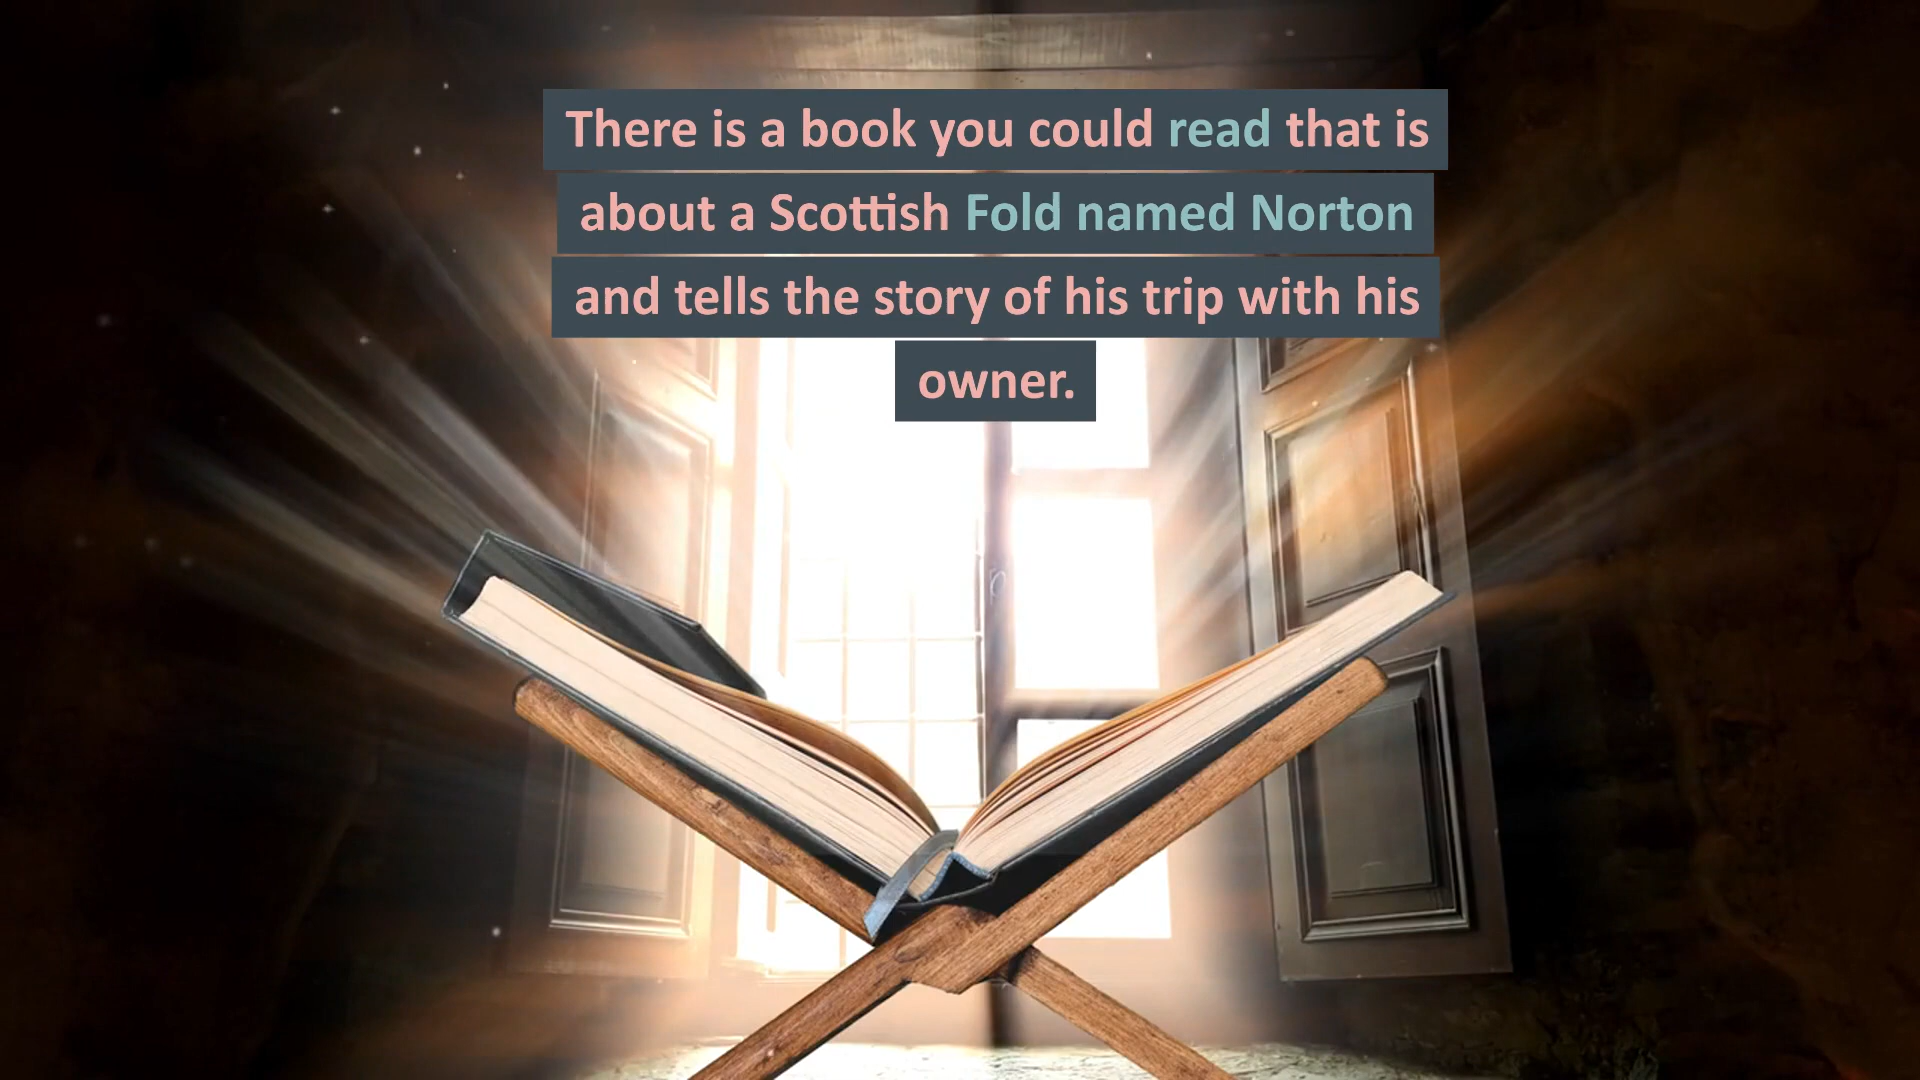 There is a book you could read that is
about a Scottish Fold named Norton
and tells the story of his trip with his
owner.